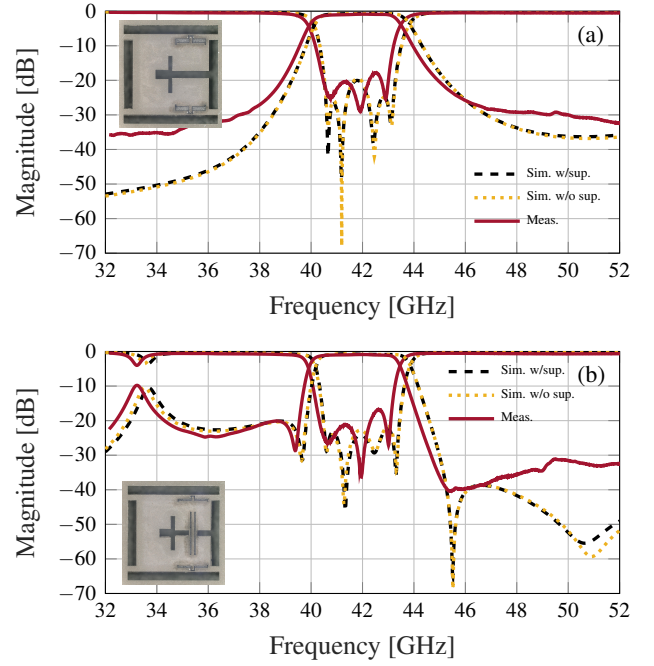 0
−10
−20
−30
−40
−50
−60
−70
Magnitude [dB]
(a)
Sim. w/sup.
Sim. w/o sup.
Meas.
32 34 36 38 40 42 44 46 48 50 52
Frequency [GHz]
0
−10
−20
−30
−40
−50
−60
−70
Magnitude [dB]
Sim. w/sup.
(b)
Sim. w/o sup.
Meas.
32 34 36 38 40 42 44 46 48 50 52
Frequency [GHz]